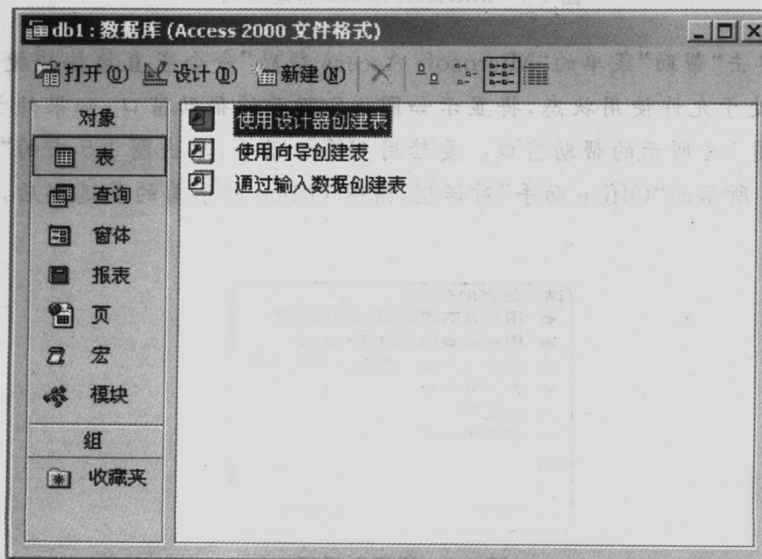 db1 : 数据库 (Access 2000 文件格式)
打开(O) 设计(D) 新建(N)
对象
表
查询
窗体
报表
页
宏
模块
组
收藏夹
使用设计器创建表
使用向导创建表
通过输入数据创建表